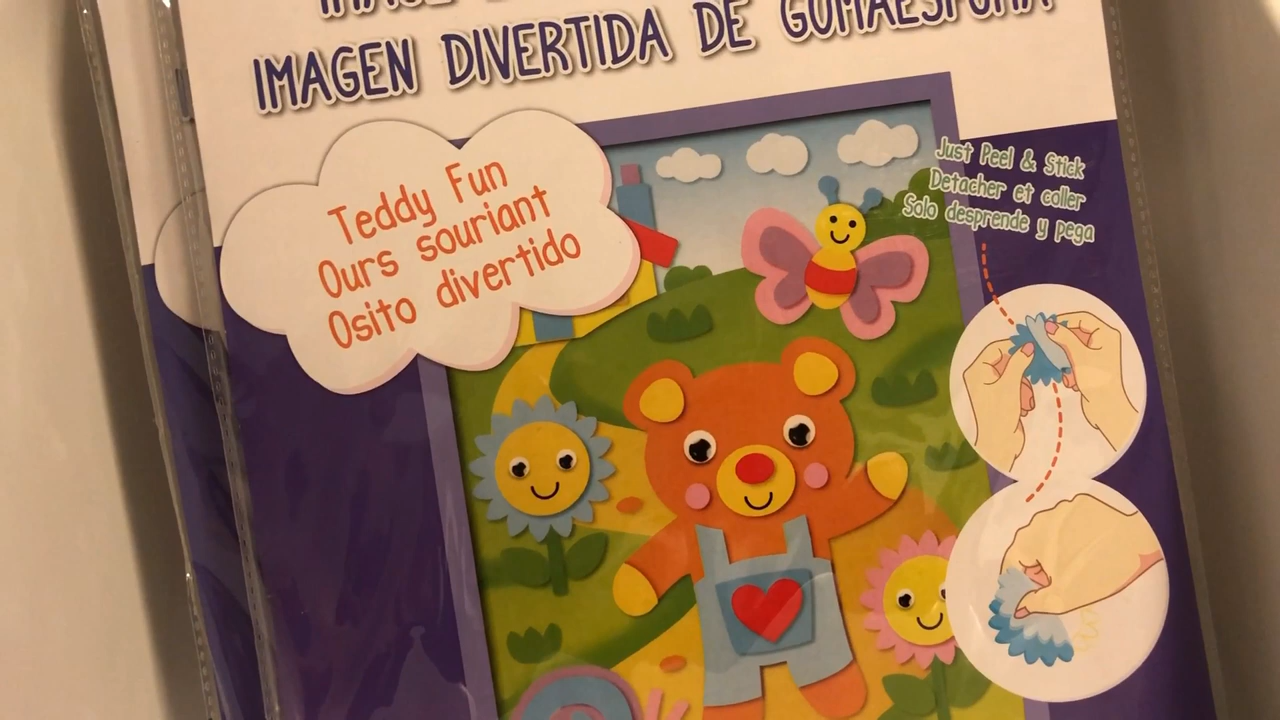 IMAGEN DIVERTIDA DE GOMAESPUMA
Teddy Fun
Ours souriant
Osito divertido
Just Peel & Stick
Detacher et coller
Solo desprende y pega